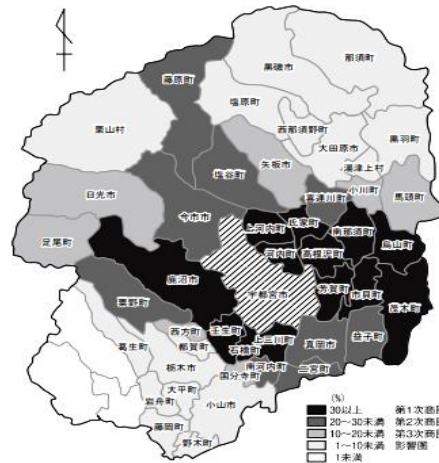 藤原町
那須町
黒磯市
塩原町
栗山村
西那須野町
黒羽町
大田原市
湯津上村
矢板市
塩谷町
小川町
馬頭町
喜連川町
日光市
今市市
上河内町
氏家町
南那須町
烏山町
足尾町
河内町
高根沢町
鹿沼市
宇都宮市
芳賀町
市貝町
茂木町
粟野町
西方町
壬生町
上三川町
真岡市
益子町
葛生町
都賀町
石橋町
栃木市
南河内町
国分寺町
二宮町
大平町
小山市
岩舟町
藤岡町
野木町
(%)
30以上 第1次商圏
20~30未満 第2次商圏
10~20未満 第3次商圏
1~10未満 影響圏
1未満